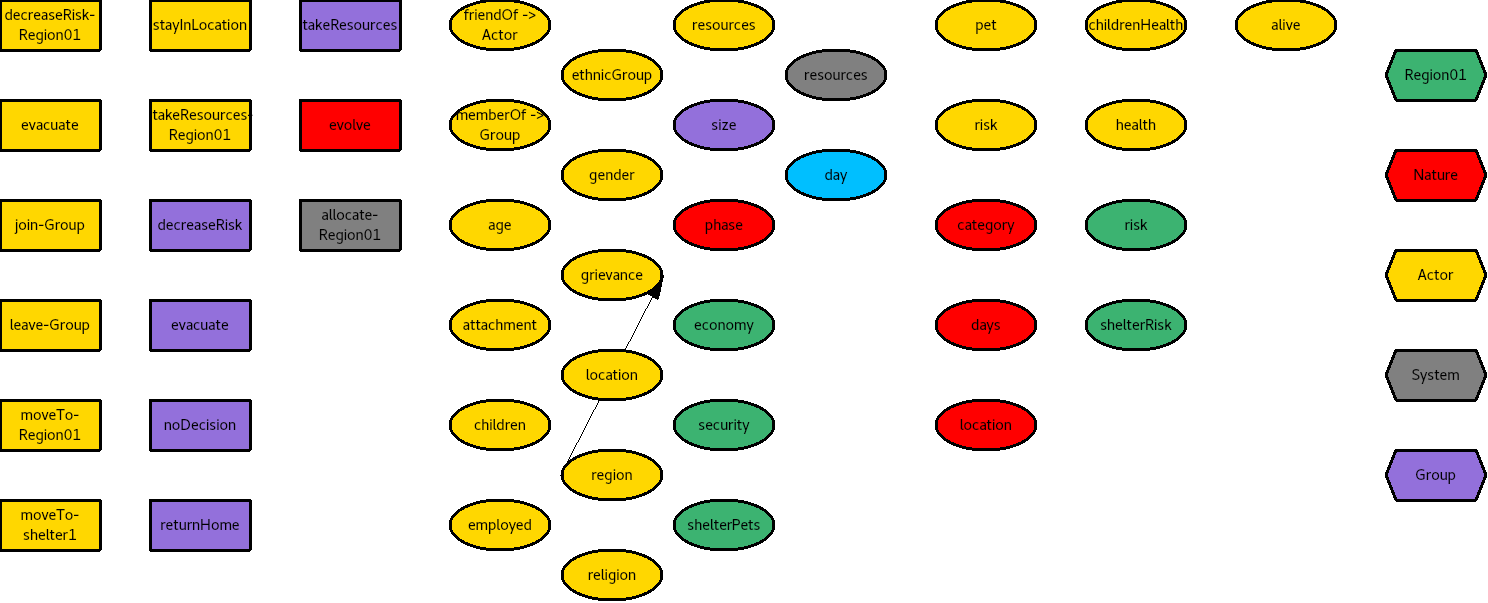 decreaseRisk-
Region01
stayInLocation
takeResources
friendOf ->
Actor
resources
pet
childrenHealth
alive
ethnicGroup
resources
Region01
evacuate
takeResources-
Region01
evolve
memberOf ->
Group
size
risk
health
gender
day
Nature
join-Group
decreaseRisk
allocate-
Region01
age
phase
category
risk
grievance
Actor
leave-Group
evacuate
attachment
economy
days
shelterRisk
location
System
moveTo-
Region01
noDecision
children
security
location
region
Group
moveTo-
shelter1
returnHome
employed
shelterPets
religion